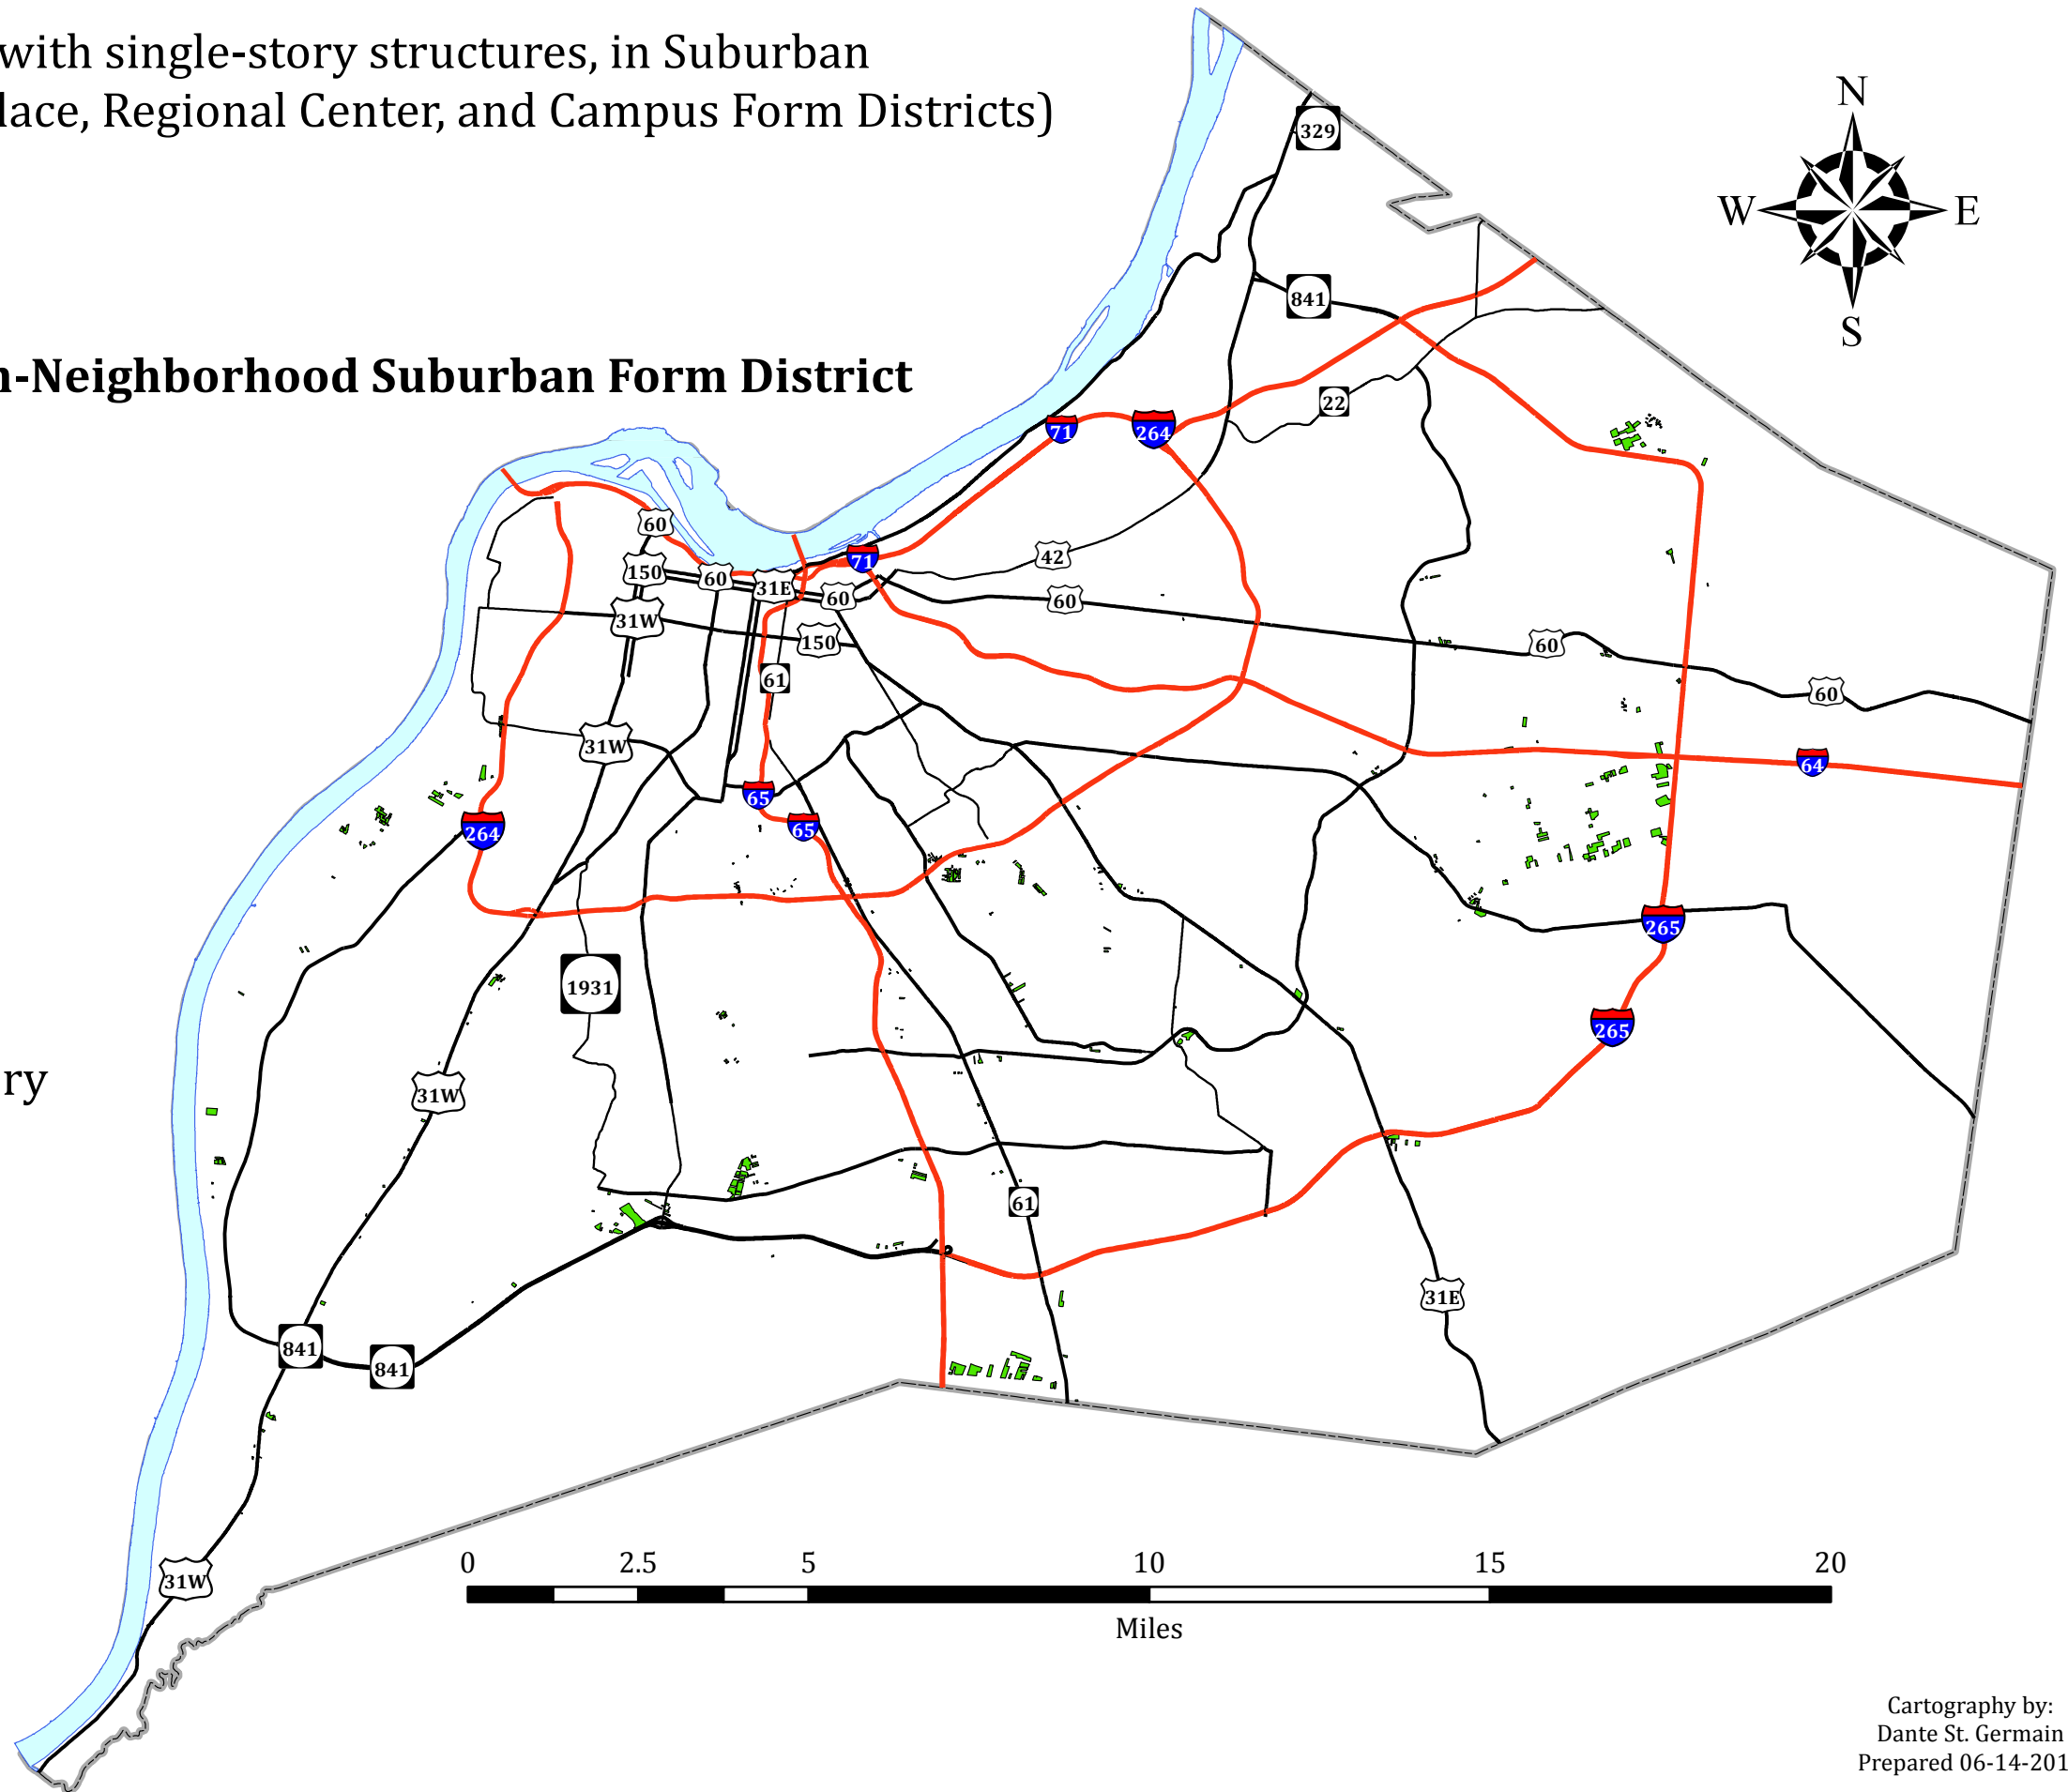 with single-story structures, in Suburban
lace, Regional Center, and Campus Form Districts)
N
W E
S
329
841
-Neighborhood Suburban Form District
22
71 264
60
42
71
150 60 31E 60
60
31W
150
60
61
60
31W
64
65
65
264
265
1931
265
ry
31W
61
31E
841
841
31W
0 2.5 5 10 15 20
Miles
Cartography by:
Dante St. Germain
Prepared 06-14-201